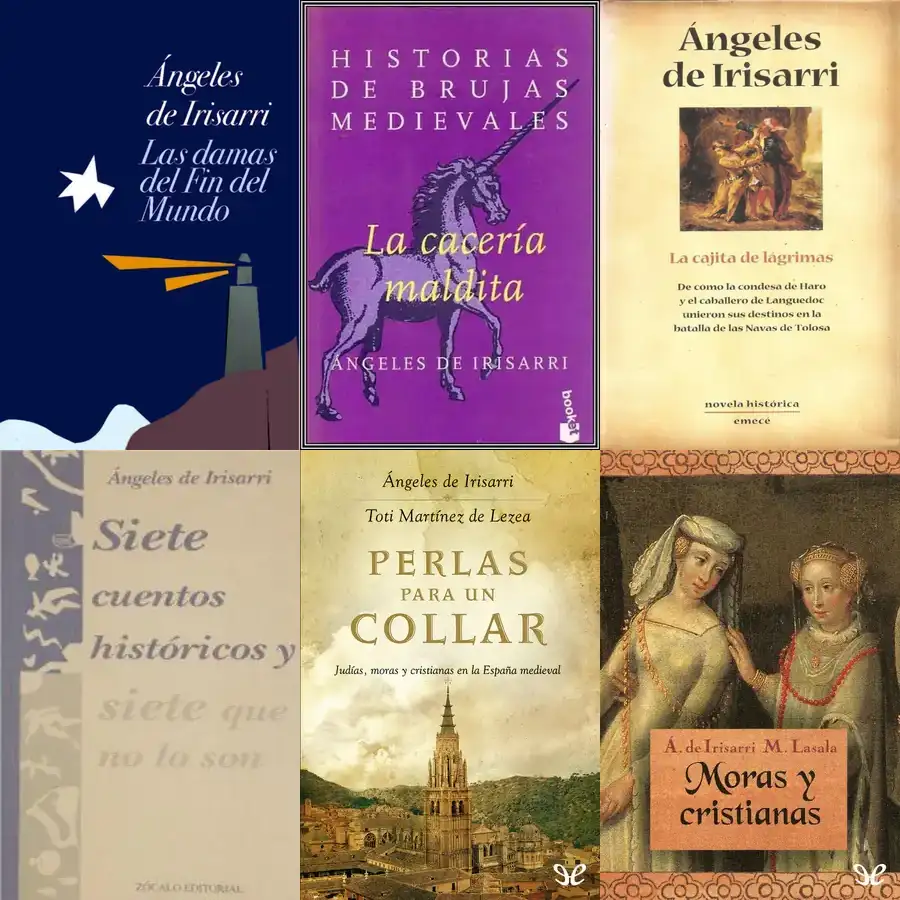 Ángeles
de Irisarri
Las damas
del Fin del
Mundo
HISTORIAS
DE BRUJAS
MEDIEVALES
La cacería
maldita
ÁNGELES DE IRISARRI
booket
Ángeles
de Irisarri
La cajita de lágrimas
De como la condesa de Haro
y el caballero de Languedoc
unieron sus destinos en la
batalla de las Navas de Tolosa
novela histórica
emecé
Ángeles de Irisarri
Siete
cuentos
históricos y
siete que
no lo son
ZÓCALO EDITORIAL
Ángeles de Irisarri
Toti Martínez de Lezea
PERLAS
PARA UN
COLLAR
Judías, moras y cristianas en la España medieval
Á. de Irisarri M. Lasala
Moras y
cristianas